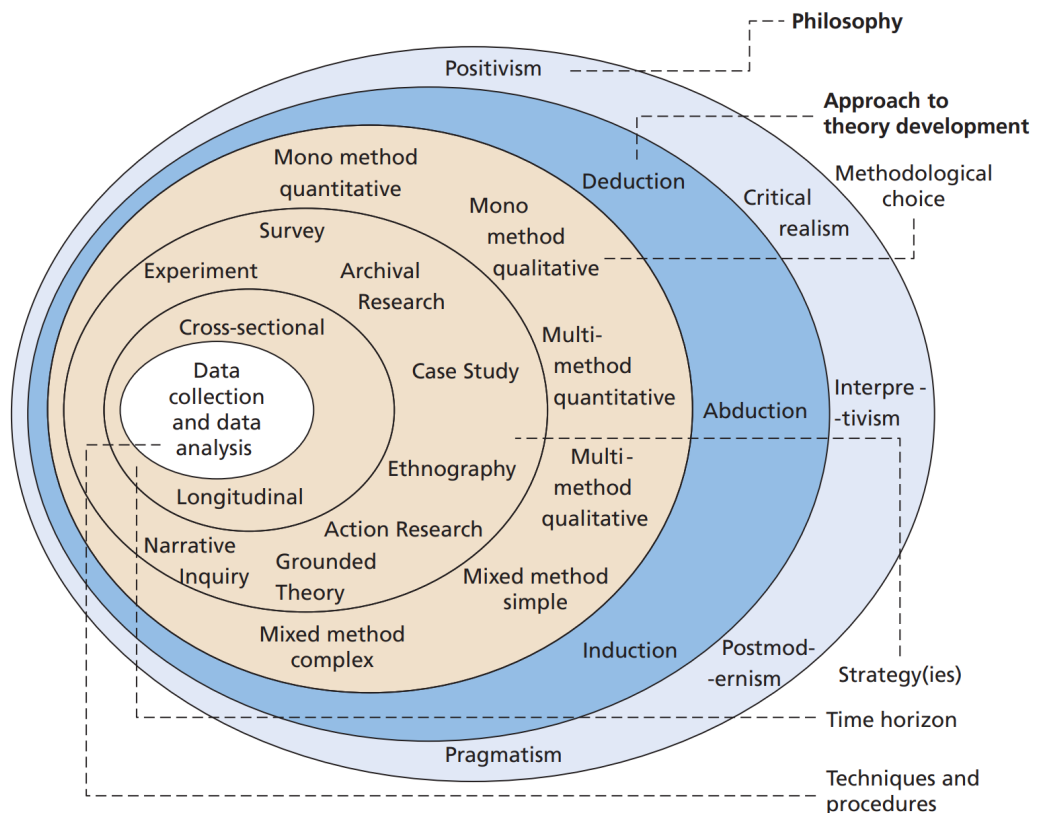 Philosophy
Positivism
Approach to
theory development
Mono method
quantitative
Deduction
Methodological
choice
Critical
realism
Mono
method
qualitative
Survey
Experiment
Archival
Research
Cross-sectional
Multi-
method
quantitative
Data
collection
and data
analysis
Case Study
Abduction
Interpre -
-tivism
Ethnography
Multi-
method
qualitative
Longitudinal
Action Research
Narrative
Inquiry
Grounded
Theory
Mixed method
simple
Mixed method
complex
Induction
Postmod-
-ernism
Strategy(ies)
Time horizon
Pragmatism
Techniques and
procedures